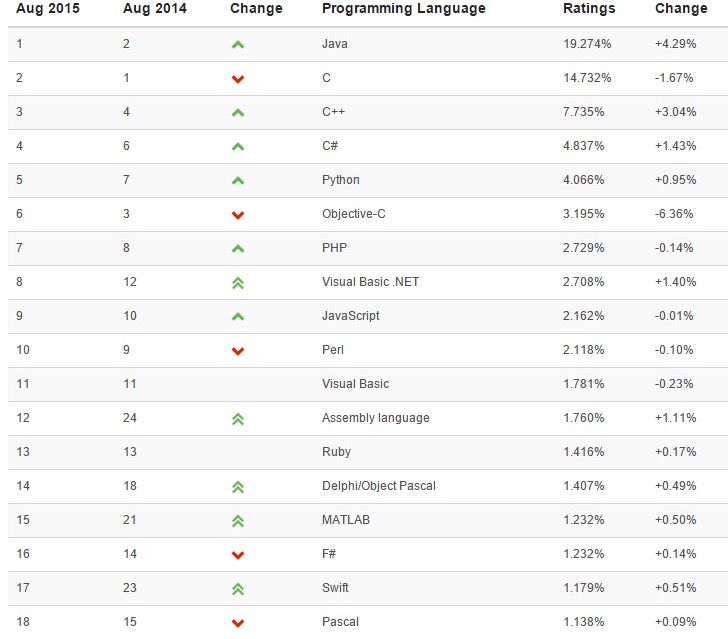 Aug 2015 Aug 2014 Change Programming Language Ratings Change
1 2 Java 19.274% +4.29%
2 1 C 14.732% -1.67%
3 4 C++ 7.735% +3.04%
4 6 C# 4.837% +1.43%
5 7 Python 4.066% +0.95%
6 3 Objective-C 3.195% -6.36%
7 8 PHP 2.729% -0.14%
8 12 Visual Basic .NET 2.708% +1.40%
9 10 JavaScript 2.162% -0.01%
10 9 Perl 2.118% -0.10%
11 11 Visual Basic 1.781% -0.23%
12 24 Assembly language 1.760% +1.11%
13 13 Ruby 1.416% +0.17%
14 18 Delphi/Object Pascal 1.407% +0.49%
15 21 MATLAB 1.232% +0.50%
16 14 F# 1.232% +0.14%
17 23 Swift 1.179% +0.51%
18 15 Pascal 1.138% +0.09%